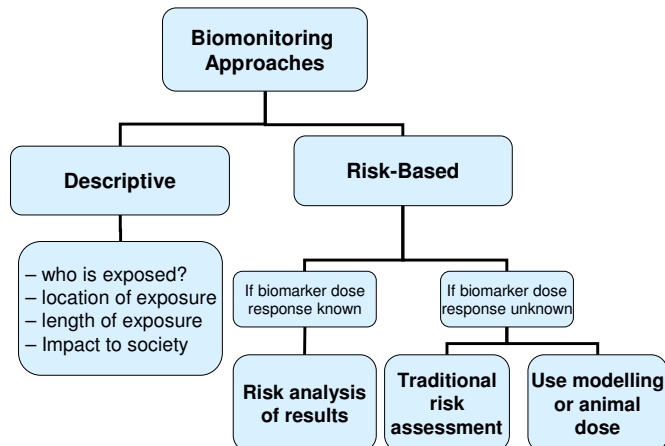 Biomonitoring
Approaches
Descriptive
Risk-Based
– who is exposed?
– location of exposure
– length of exposure
– Impact to society
If biomarker dose
response known
If biomarker dose
response unknown
Risk analysis
of results
Traditional
risk
assessment
Use modelling
or animal
dose